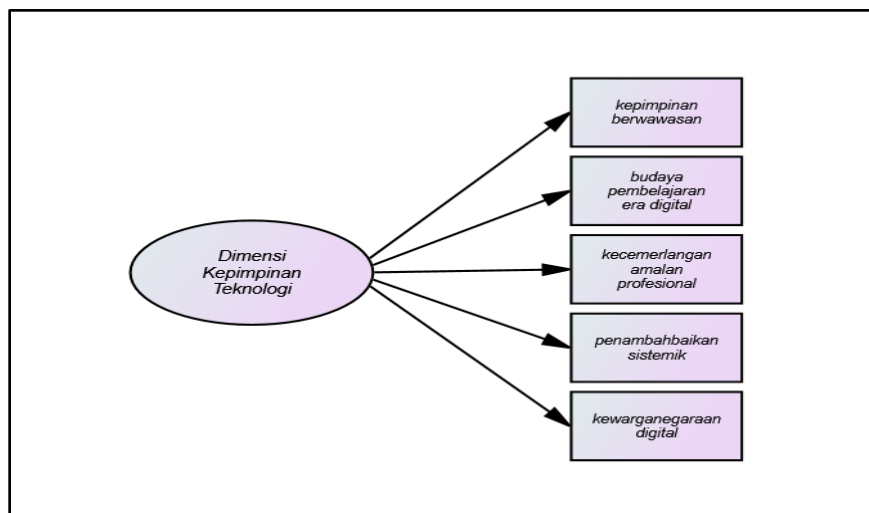 Dimensi
Kepimpinan
Teknologi
kepimpinan
berwawasan
budaya
pembelajaran
era digital
kecemerlangan
amalan
profesional
penambahbaikan
sistemik
kewarganegaraan
digital